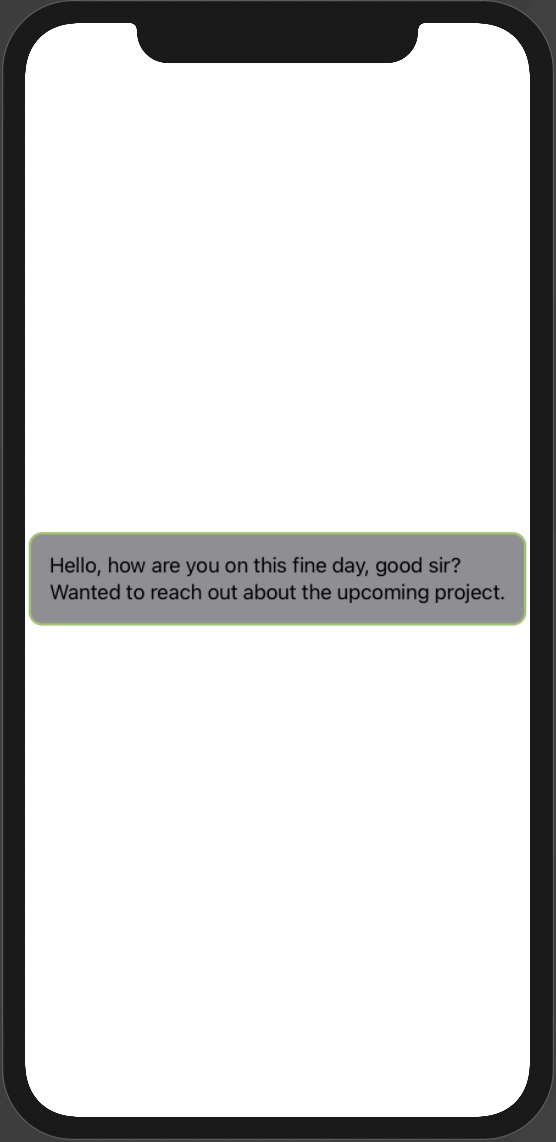 Hello, how are you on this fine day, good sir?
Wanted to reach out about the upcoming project.